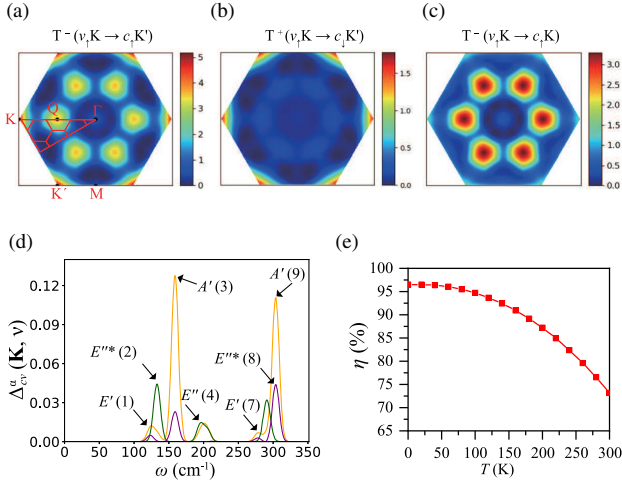 (a)
(b)
(c)
T⁻(v↑K → c↑K′)
T⁺(v↑K → c↓K′)
T⁻(v↑K → c↑K)
5
4
3
2
1
0
1.5
1.0
0.5
0.0
3.0
2.5
2.0
1.5
1.0
0.5
0.0
K
Q
Γ
K′
M
(d)
(e)
Δ^α_cv (K, ν)
0.12
0.09
0.06
0.03
0.00
A′ (3)
A′ (9)
E″* (2)
E″* (8)
E′ (1)
E″ (4)
E′ (7)
0 50 100 150 200 250 300 350
ω (cm⁻¹)
η (%)
100
95
90
85
80
75
70
65
60
0 50 100 150 200 250 300
T (K)